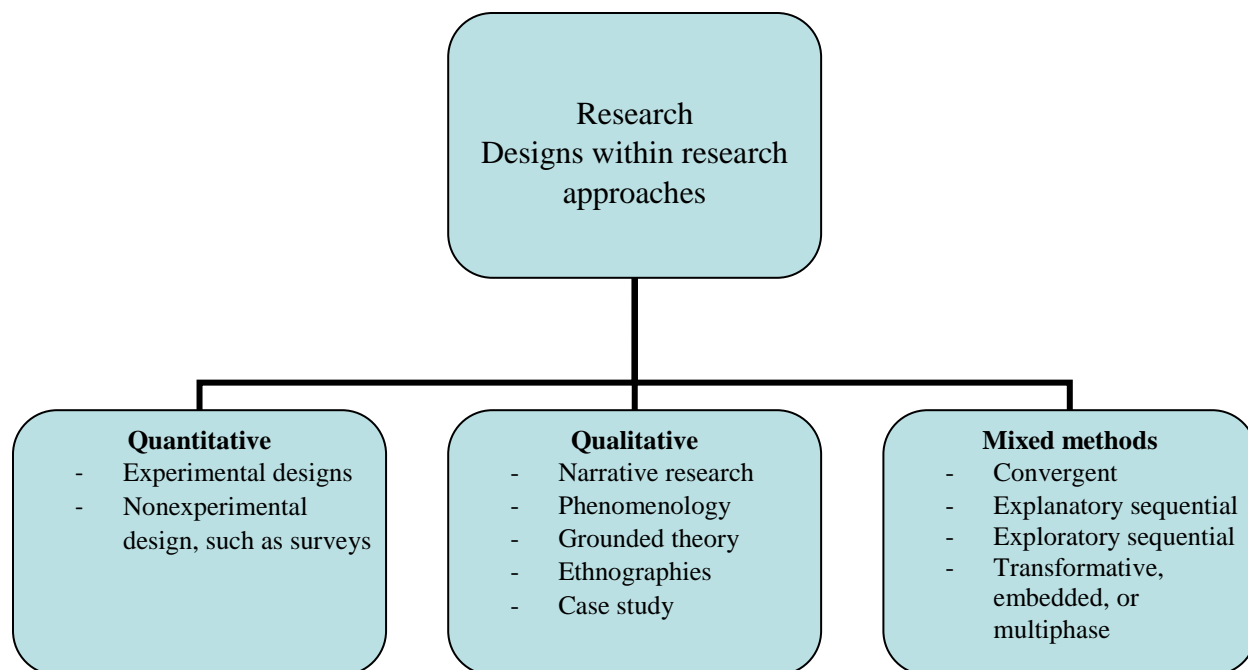 Research
Designs within research
approaches
Quantitative
- Experimental designs
- Nonexperimental
design, such as surveys
Qualitative
- Narrative research
- Phenomenology
- Grounded theory
- Ethnographies
- Case study
Mixed methods
- Convergent
- Explanatory sequential
- Exploratory sequential
- Transformative,
embedded, or
multiphase